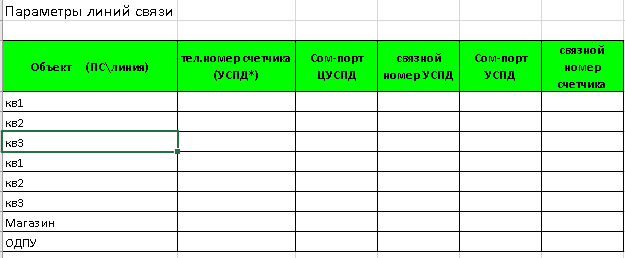 Параметры линий связи
Объект (ПС\линия)
тел.номер счетчика
(УСПД*)
Com-порт
ЦУСПД
связной
номер УСПД
Com-порт
УСПД
связной
номер
счетчика
кв1
кв2
кв3
кв1
кв2
кв3
Магазин
ОДПУ